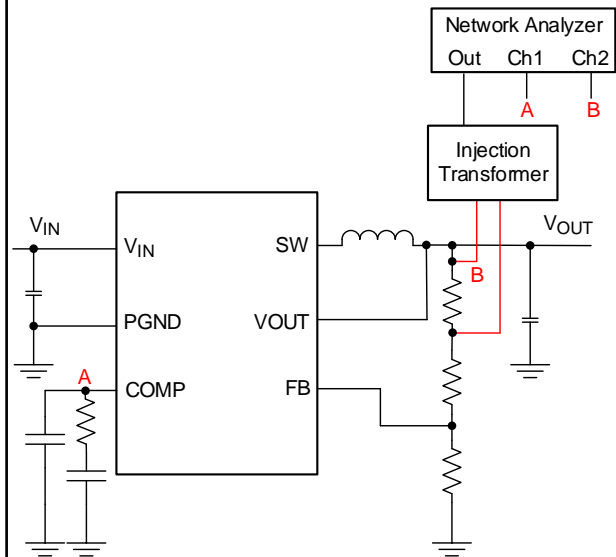 Network Analyzer
Out Ch1 Ch2
A
B
Injection
Transformer
VIN
VOUT
VIN
SW
B
PGND
VOUT
A
COMP
FB